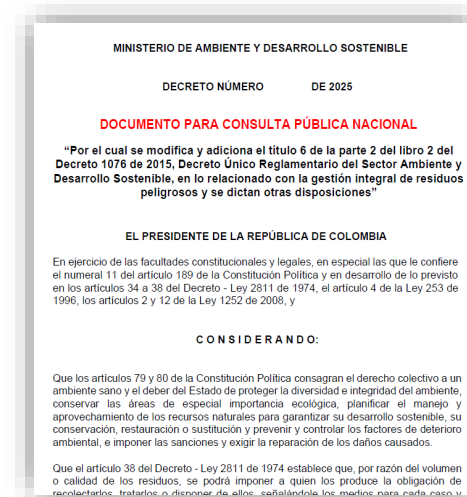 MINISTERIO DE AMBIENTE Y DESARROLLO SOSTENIBLE
DECRETO NÚMERO DE 2025
DOCUMENTO PARA CONSULTA PÚBLICA NACIONAL
“Por el cual se modifica y adiciona el título 6 de la parte 2 del libro 2 del
Decreto 1076 de 2015, Decreto Único Reglamentario del Sector Ambiente y
Desarrollo Sostenible, en lo relacionado con la gestión integral de residuos
peligrosos y se dictan otras disposiciones”
EL PRESIDENTE DE LA REPÚBLICA DE COLOMBIA
En ejercicio de las facultades constitucionales y legales, en especial las que le confiere
el numeral 11 del artículo 189 de la Constitución Política y en desarrollo de lo previsto
en los artículos 34 a 38 del Decreto - Ley 2811 de 1974, el artículo 4 de la Ley 253 de
1996, los artículos 2 y 12 de la Ley 1252 de 2008, y
C O N S I D E R A N D O:
Que los artículos 79 y 80 de la Constitución Política consagran el derecho colectivo a un
ambiente sano y el deber del Estado de proteger la diversidad e integridad del ambiente,
conservar las áreas de especial importancia ecológica, planificar el manejo y
aprovechamiento de los recursos naturales para garantizar su desarrollo sostenible, su
conservación, restauración o sustitución y prevenir y controlar los factores de deterioro
ambiental, e imponer las sanciones y exigir la reparación de los daños causados.
Que el artículo 38 del Decreto - Ley 2811 de 1974 establece que, por razón del volumen
o calidad de los residuos, se podrá imponer a quien los produce la obligación de
recolectarlos, tratarlos o disponer de ellos, señalándole los medios para cada caso y